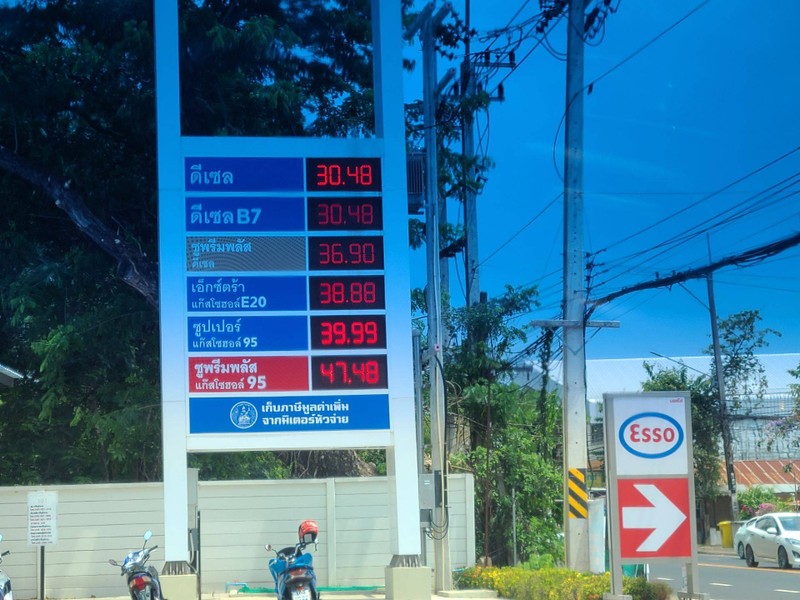 ดีเซล 30.48
ดีเซล B7 30.48
ซูพรีมพลัส
ดีเซล 36.90
เอ็กซ์ตร้า
แก๊สโซฮอล์ E20 38.88
ซูปเปอร์
แก๊สโซฮอล์ 95 39.99
ซูพรีมพลัส
แก๊สโซฮอล์ 95 47.48
เก็บภาษีมูลค่าเพิ่ม
จากมิเตอร์หัวจ่าย
Esso